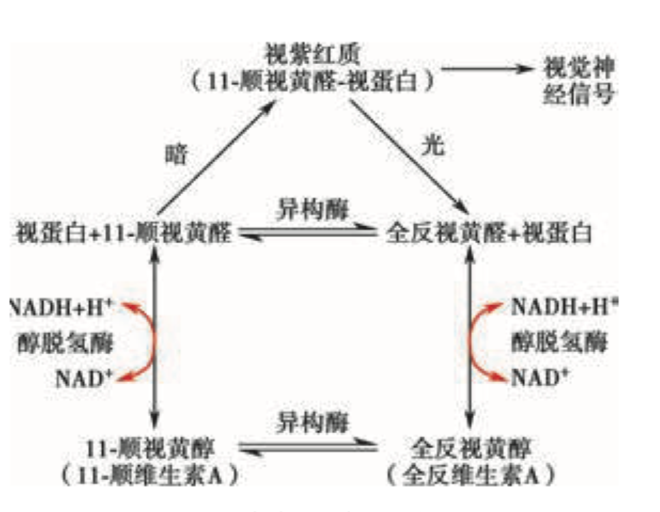 视紫红质
（11-顺视黄醛-视蛋白）
视觉神
经信号
暗
光
视蛋白+11-顺视黄醛
异构酶
全反视黄醛+视蛋白
NADH+H⁺
醇脱氢酶
NAD⁺
NADH+H⁺
醇脱氢酶
NAD⁺
11-顺视黄醇
（11-顺维生素A）
异构酶
全反视黄醇
（全反维生素A）